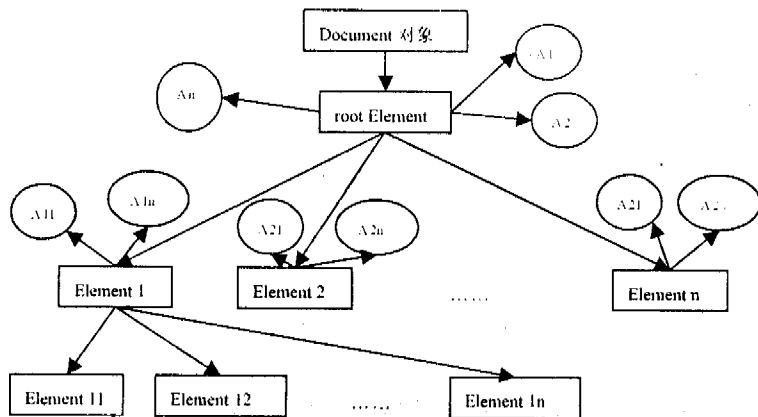 Document 对象
A1
An
root Element
A2
A11
A1n
A21
A2n
A21
Element 1
Element 2
……
Element n
Element 11
Element 12
……
Element 1n